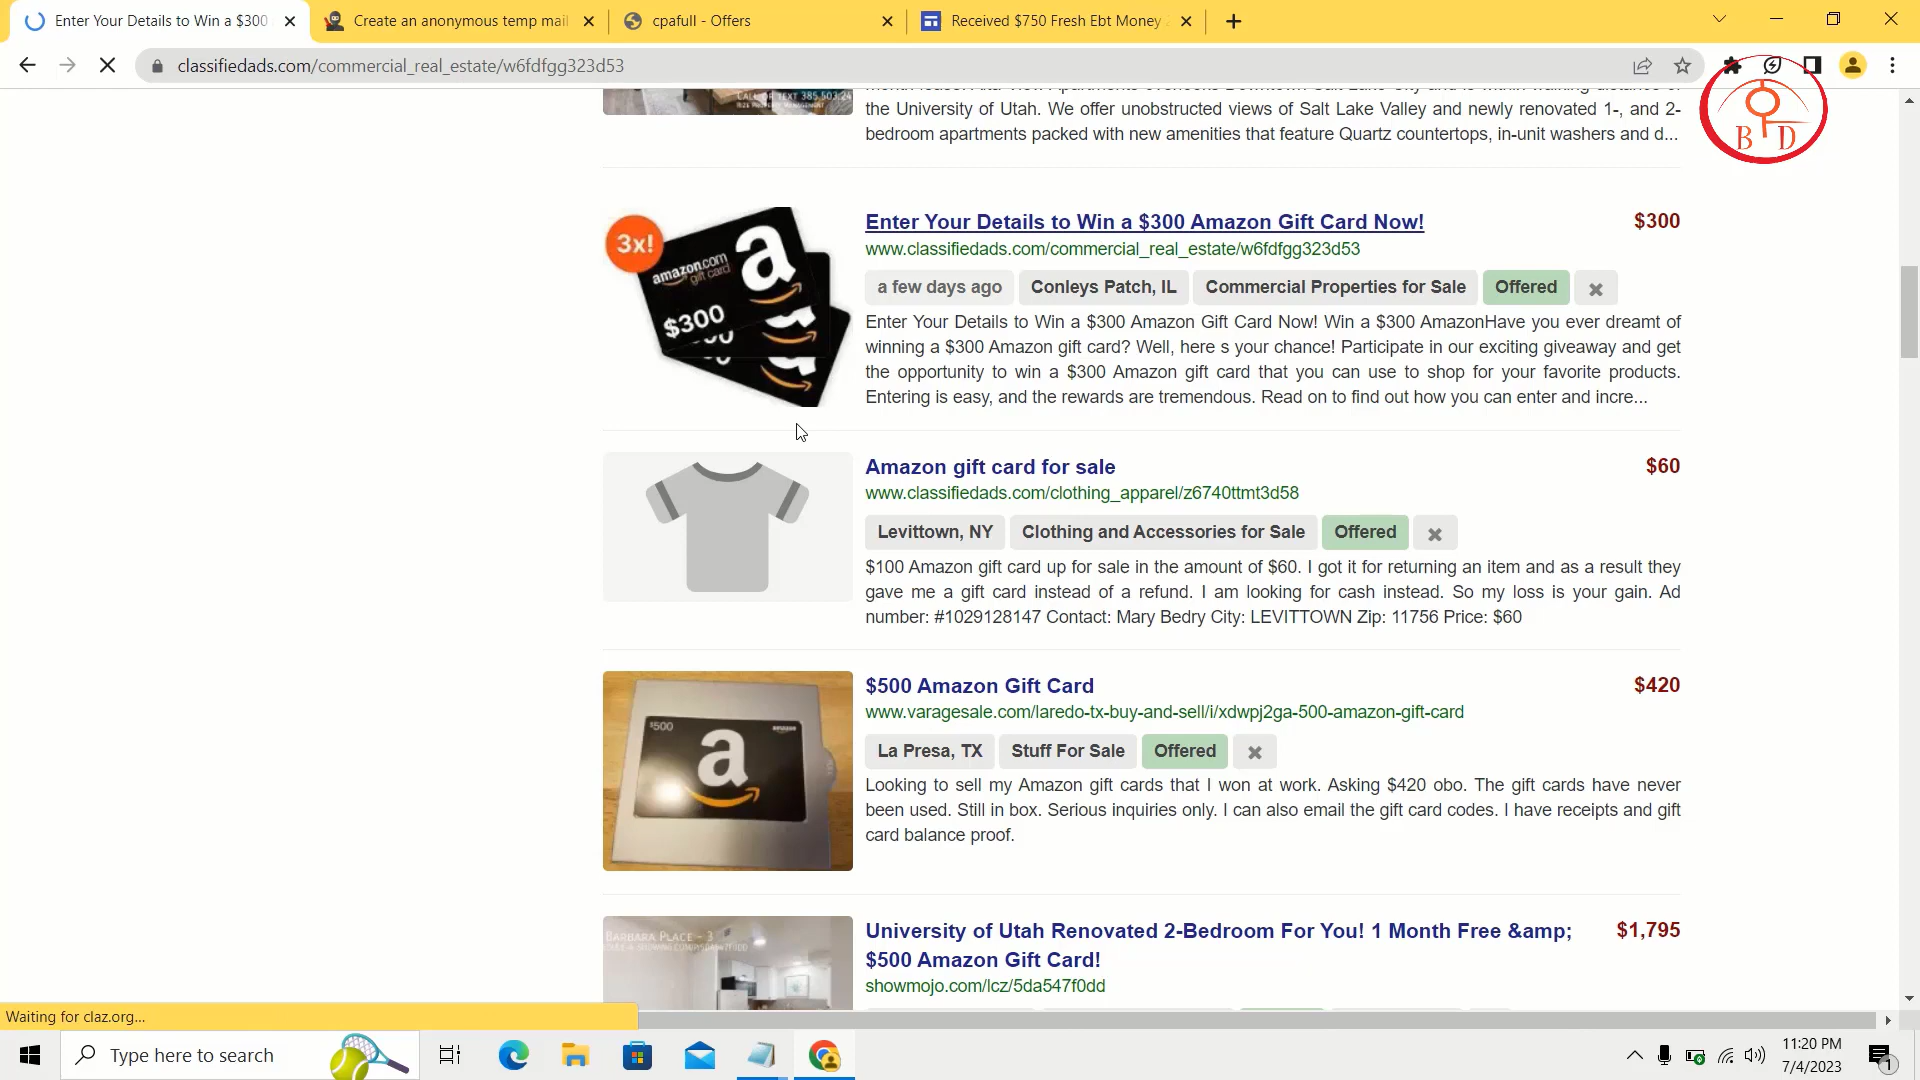 Enter Your Details to Win a $300
Create an anonymous temp mail
cpafull - Offers
Received $750 Fresh Ebt Money
classifiedads.com/commercial_real_estate/w6fdfgg323d53
CALL OR TEXT 385.503.24
the University of Utah. We offer unobstructed views of Salt Lake Valley and newly renovated 1-, and 2-
bedroom apartments packed with new amenities that feature Quartz countertops, in-unit washers and d...
B D
3x!
amazon.com
gift card
$300
Enter Your Details to Win a $300 Amazon Gift Card Now!
$300
www.classifiedads.com/commercial_real_estate/w6fdfgg323d53
a few days ago Conleys Patch, IL Commercial Properties for Sale Offered
Enter Your Details to Win a $300 Amazon Gift Card Now! Win a $300 AmazonHave you ever dreamt of
winning a $300 Amazon gift card? Well, here s your chance! Participate in our exciting giveaway and get
the opportunity to win a $300 Amazon gift card that you can use to shop for your favorite products.
Entering is easy, and the rewards are tremendous. Read on to find out how you can enter and incre...
Amazon gift card for sale
$60
www.classifiedads.com/clothing_apparel/z6740ttmt3d58
Levittown, NY Clothing and Accessories for Sale Offered
$100 Amazon gift card up for sale in the amount of $60. I got it for returning an item and as a result they
gave me a gift card instead of a refund. I am looking for cash instead. So my loss is your gain. Ad
number: #1029128147 Contact: Mary Bedry City: LEVITTOWN Zip: 11756 Price: $60
$500
a
$500 Amazon Gift Card
$420
www.varagesale.com/laredo-tx-buy-and-sell/i/xdwpj2ga-500-amazon-gift-card
La Presa, TX Stuff For Sale Offered
Looking to sell my Amazon gift cards that I won at work. Asking $420 obo. The gift cards have never
been used. Still in box. Serious inquiries only. I can also email the gift card codes. I have receipts and gift
card balance proof.
BARBARA PLACE - 3
University of Utah Renovated 2-Bedroom For You! 1 Month Free &amp;
$500 Amazon Gift Card!
$1,795
showmojo.com/lcz/5da547f0dd
Waiting for claz.org...
Type here to search
11:20 PM
7/4/2023
1